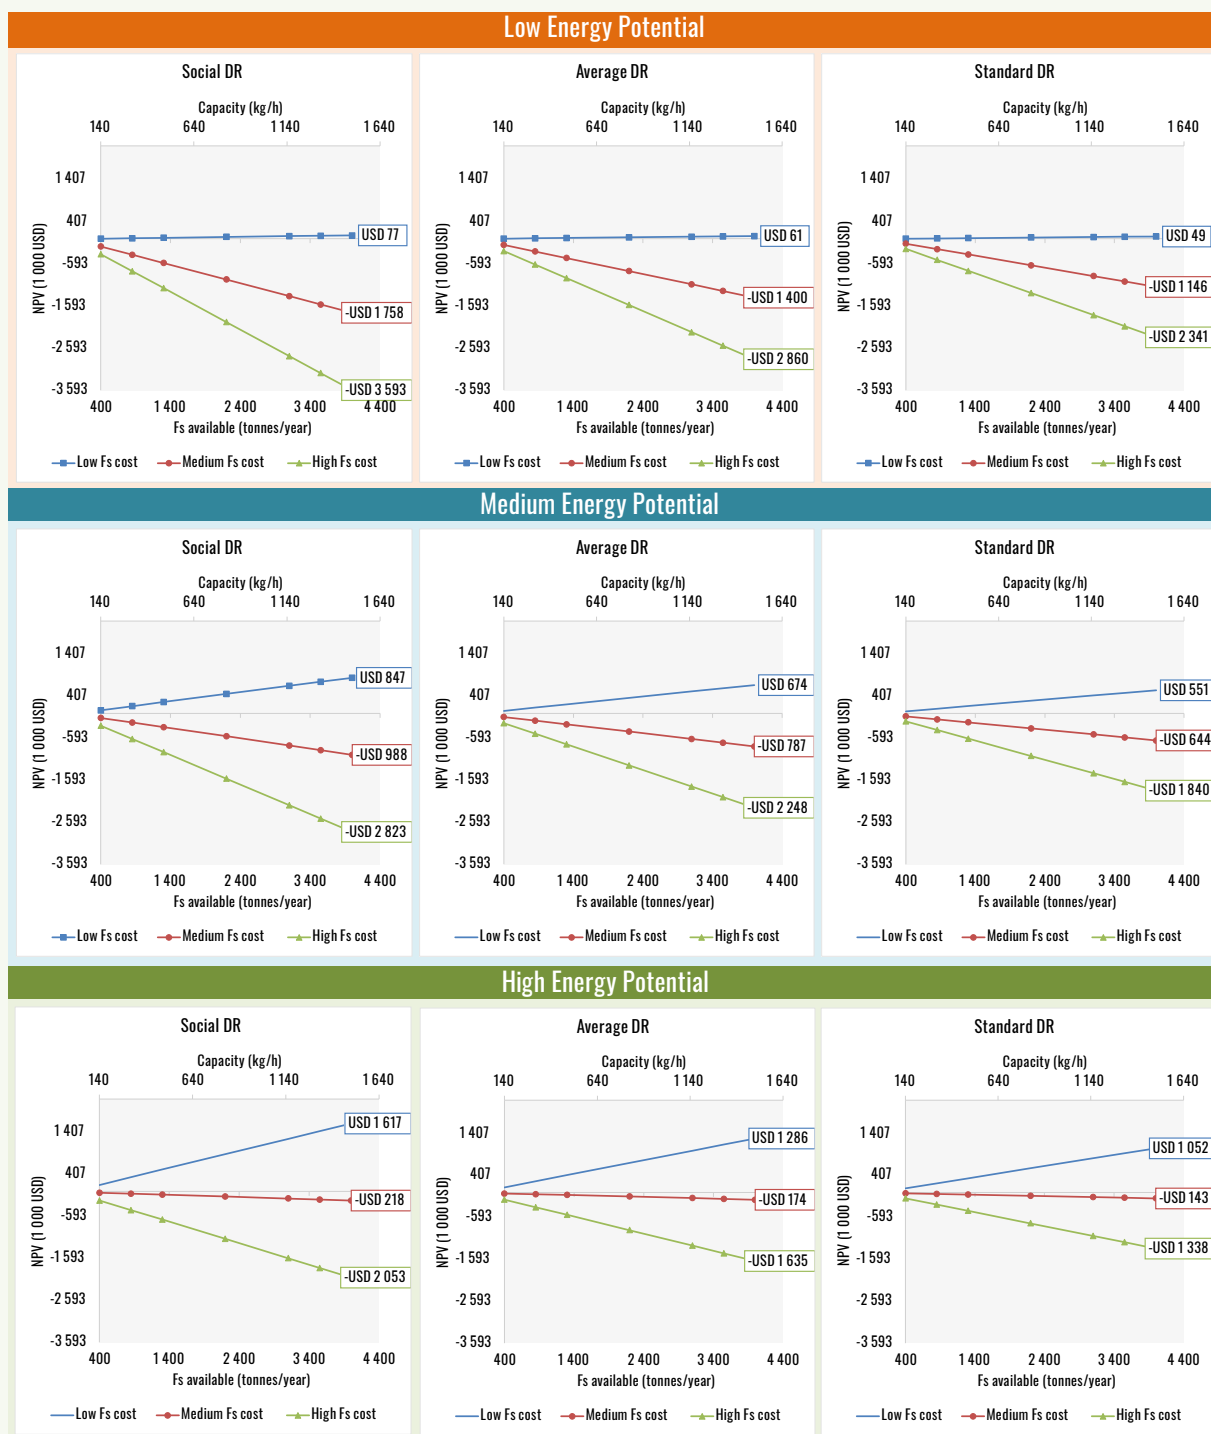 Low Energy Potential
Social DR
Capacity (kg/h)
140 640 1 140 1 640
1 407
407
-593
-1 593
-2 593
-3 593
NPV (1 000 USD)
USD 77
-USD 1 758
-USD 3 593
400 1 400 2 400 3 400 4 400
Fs available (tonnes/year)
Low Fs cost Medium Fs cost High Fs cost
Average DR
Capacity (kg/h)
140 640 1 140 1 640
1 407
407
-593
-1 593
-2 593
-3 593
NPV (1 000 USD)
USD 61
-USD 1 400
-USD 2 860
400 1 400 2 400 3 400 4 400
Fs available (tonnes/year)
Low Fs cost Medium Fs cost High Fs cost
Standard DR
Capacity (kg/h)
140 640 1 140 1 640
1 407
407
-593
-1 593
-2 593
-3 593
NPV (1 000 USD)
USD 49
-USD 1 146
-USD 2 341
400 1 400 2 400 3 400 4 400
Fs available (tonnes/year)
Low Fs cost Medium Fs cost High Fs cost
Medium Energy Potential
Social DR
Capacity (kg/h)
140 640 1 140 1 640
1 407
407
-593
-1 593
-2 593
-3 593
NPV (1 000 USD)
USD 847
-USD 988
-USD 2 823
400 1 400 2 400 3 400 4 400
Fs available (tonnes/year)
Low Fs cost Medium Fs cost High Fs cost
Average DR
Capacity (kg/h)
140 640 1 140 1 640
1 407
407
-593
-1 593
-2 593
-3 593
NPV (1 000 USD)
USD 674
-USD 787
-USD 2 248
400 1 400 2 400 3 400 4 400
Fs available (tonnes/year)
Low Fs cost Medium Fs cost High Fs cost
Standard DR
Capacity (kg/h)
140 640 1 140 1 640
1 407
407
-593
-1 593
-2 593
-3 593
NPV (1 000 USD)
USD 551
-USD 644
-USD 1 840
400 1 400 2 400 3 400 4 400
Fs available (tonnes/year)
Low Fs cost Medium Fs cost High Fs cost
High Energy Potential
Social DR
Capacity (kg/h)
140 640 1 140 1 640
1 407
407
-593
-1 593
-2 593
-3 593
NPV (1 000 USD)
USD 1 617
-USD 218
-USD 2 053
400 1 400 2 400 3 400 4 400
Fs available (tonnes/year)
Low Fs cost Medium Fs cost High Fs cost
Average DR
Capacity (kg/h)
140 640 1 140 1 640
1 407
407
-593
-1 593
-2 593
-3 593
NPV (1 000 USD)
USD 1 286
-USD 174
-USD 1 635
400 1 400 2 400 3 400 4 400
Fs available (tonnes/year)
Low Fs cost Medium Fs cost High Fs cost
Standard DR
Capacity (kg/h)
140 640 1 140 1 640
1 407
407
-593
-1 593
-2 593
-3 593
NPV (1 000 USD)
USD 1 052
-USD 143
-USD 1 338
400 1 400 2 400 3 400 4 400
Fs available (tonnes/year)
Low Fs cost Medium Fs cost High Fs cost